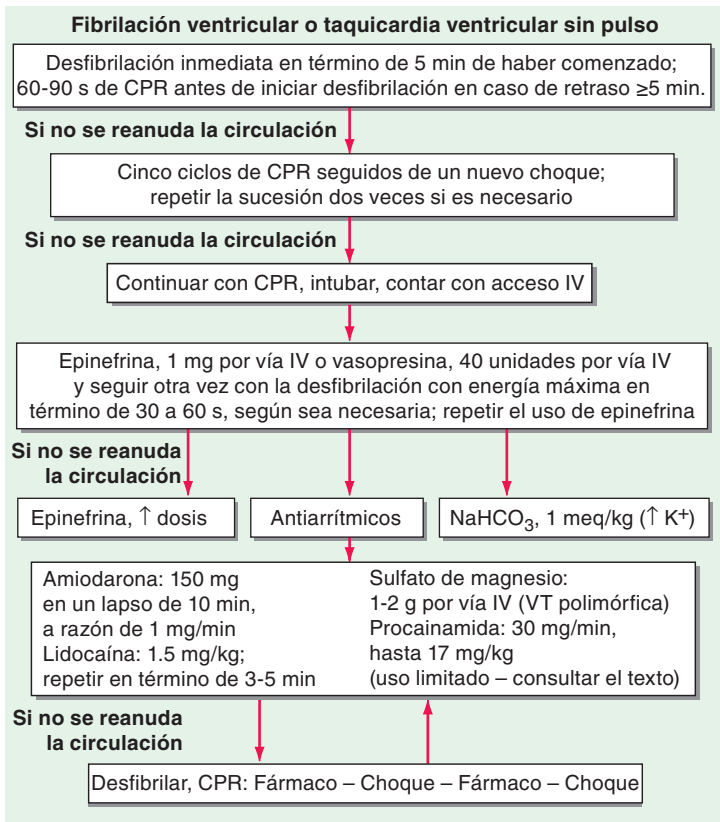 Fibrilación ventricular o taquicardia ventricular sin pulso
Desfibrilación inmediata en término de 5 min de haber comenzado;
60-90 s de CPR antes de iniciar desfibrilación en caso de retraso ≥5 min.
Si no se reanuda la circulación
Cinco ciclos de CPR seguidos de un nuevo choque;
repetir la sucesión dos veces si es necesario
Si no se reanuda la circulación
Continuar con CPR, intubar, contar con acceso IV
Epinefrina, 1 mg por vía IV o vasopresina, 40 unidades por vía IV
y seguir otra vez con la desfibrilación con energía máxima en
término de 30 a 60 s, según sea necesaria; repetir el uso de epinefrina
Si no se reanuda
la circulación
Epinefrina, ↑ dosis
Antiarrítmicos
NaHCO₃, 1 meq/kg (↑ K⁺)
Amiodarona: 150 mg
en un lapso de 10 min,
a razón de 1 mg/min
Lidocaína: 1.5 mg/kg;
repetir en término de 3-5 min
Sulfato de magnesio:
1-2 g por vía IV (VT polimórfica)
Procainamida: 30 mg/min,
hasta 17 mg/kg
(uso limitado – consultar el texto)
Si no se reanuda
la circulación
Desfibrilar, CPR: Fármaco – Choque – Fármaco – Choque